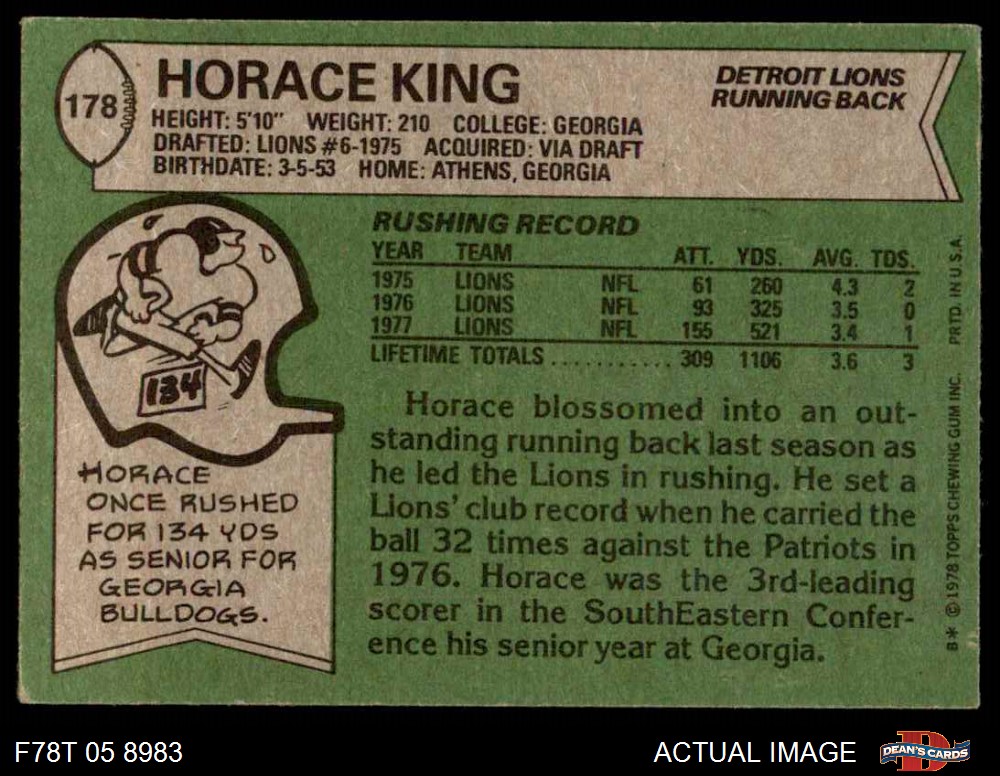 178
HORACE KING
DETROIT LIONS
RUNNING BACK
HEIGHT: 5'10" WEIGHT: 210 COLLEGE: GEORGIA
DRAFTED: LIONS #6-1975 ACQUIRED: VIA DRAFT
BIRTHDATE: 3-5-53 HOME: ATHENS, GEORGIA
RUSHING RECORD
YEAR TEAM ATT. YDS. AVG. TDS.
1975 LIONS NFL 61 260 4.3 2
1976 LIONS NFL 93 325 3.5 0
1977 LIONS NFL 155 521 3.4 1
LIFETIME TOTALS ........... 309 1106 3.6 3
134
HORACE
ONCE RUSHED
FOR 134 YDS
AS SENIOR FOR
GEORGIA
BULLDOGS.
Horace blossomed into an out-
standing running back last season as
he led the Lions in rushing. He set a
Lions' club record when he carried the
ball 32 times against the Patriots in
1976. Horace was the 3rd-leading
scorer in the SouthEastern Confer-
ence his senior year at Georgia.
B* © 1978 TOPPS CHEWING GUM INC. PRTD. IN U.S.A.
F78T 05 8983
ACTUAL IMAGE
D
DEAN'S CARDS